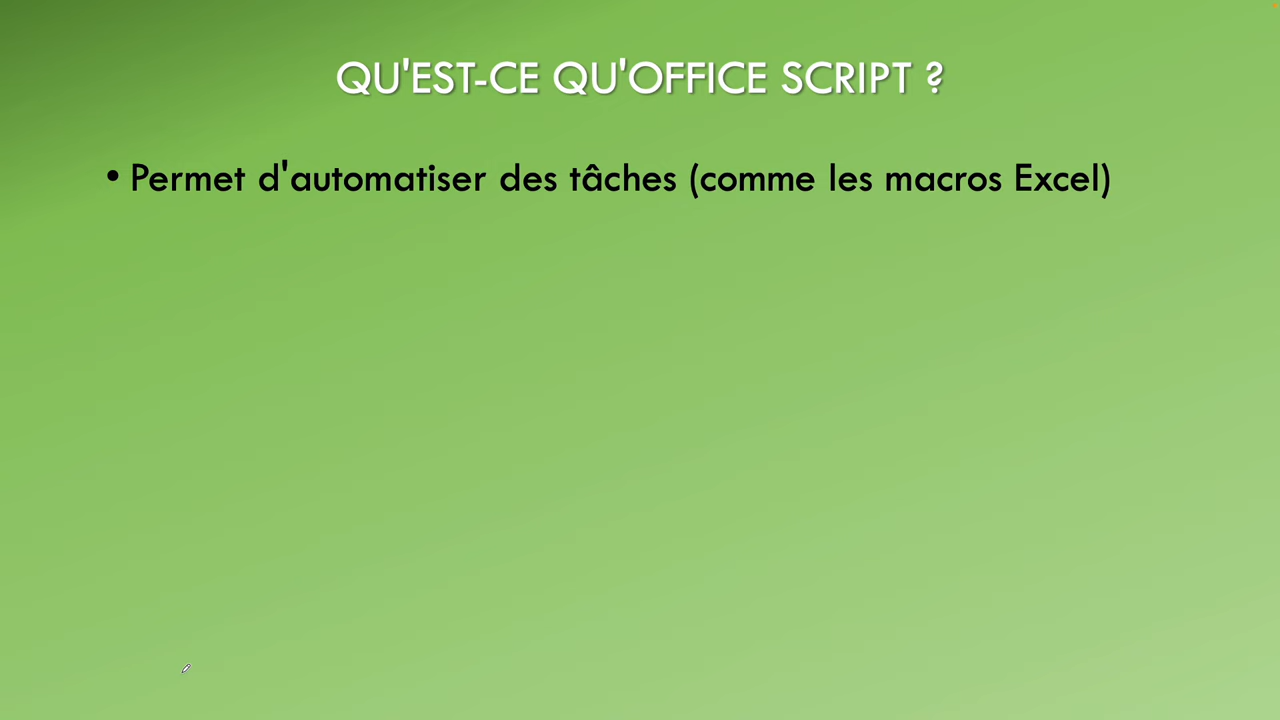 QU'EST-CE QU'OFFICE SCRIPT ?
• Permet d'automatiser des tâches (comme les macros Excel)